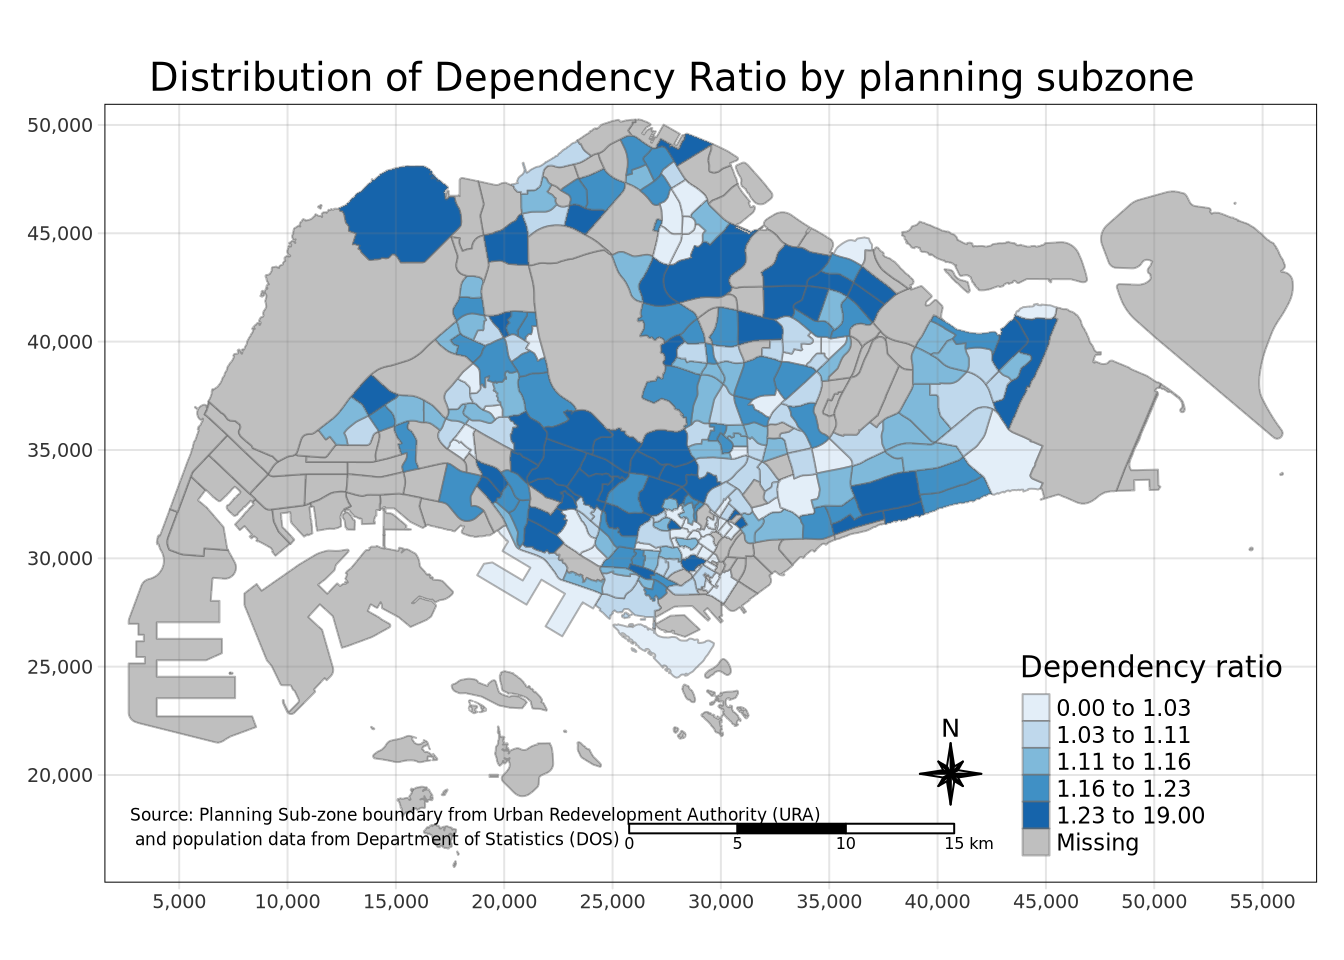 Distribution of Dependency Ratio by planning subzone
50,000
45,000
40,000
35,000
30,000
25,000
20,000
Dependency ratio
0.00 to 1.03
1.03 to 1.11
1.11 to 1.16
1.16 to 1.23
1.23 to 19.00
Missing
N
Source: Planning Sub-zone boundary from Urban Redevelopment Authority (URA)
and population data from Department of Statistics (DOS)
0 5 10 15 km
5,000 10,000 15,000 20,000 25,000 30,000 35,000 40,000 45,000 50,000 55,000